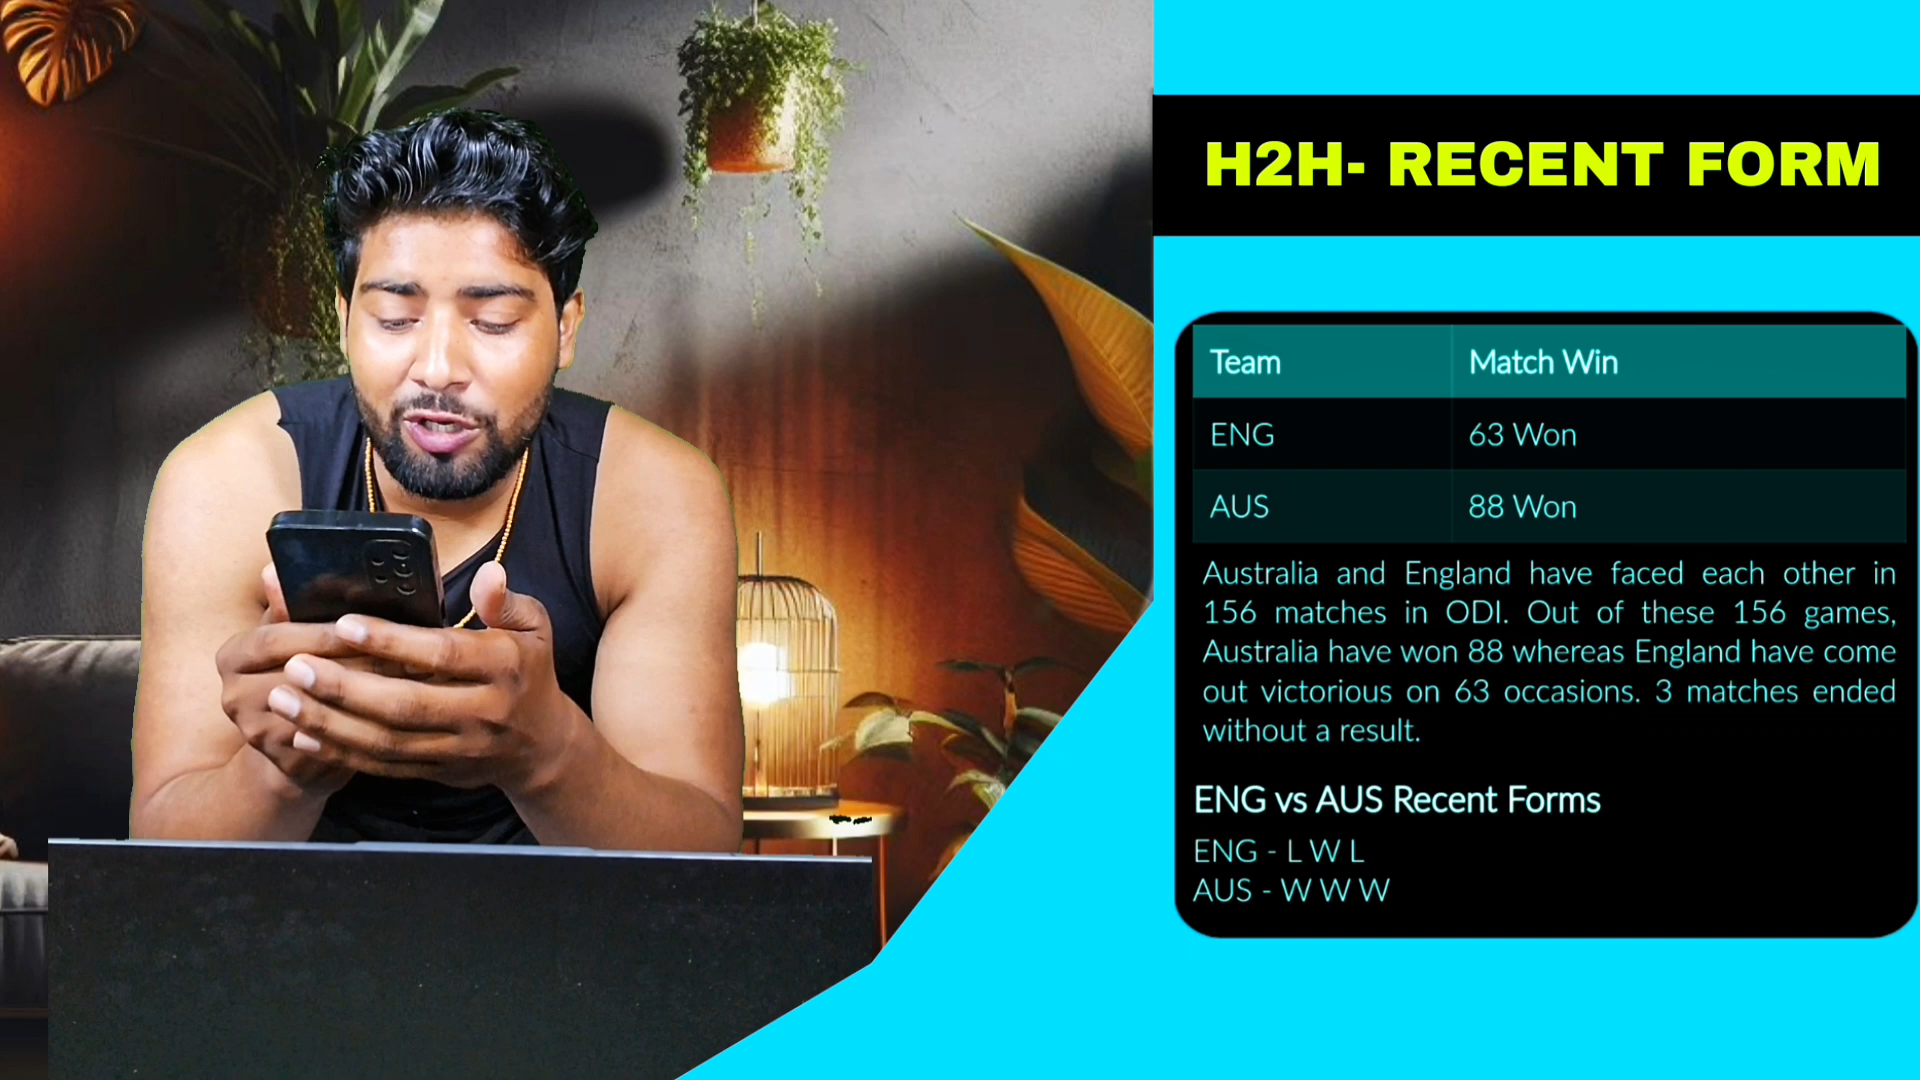 H2H- RECENT FORM
Team Match Win
ENG 63 Won
AUS 88 Won
Australia and England have faced each other in
156 matches in ODI. Out of these 156 games,
Australia have won 88 whereas England have come
out victorious on 63 occasions. 3 matches ended
without a result.
ENG vs AUS Recent Forms
ENG - L W L
AUS - W W W